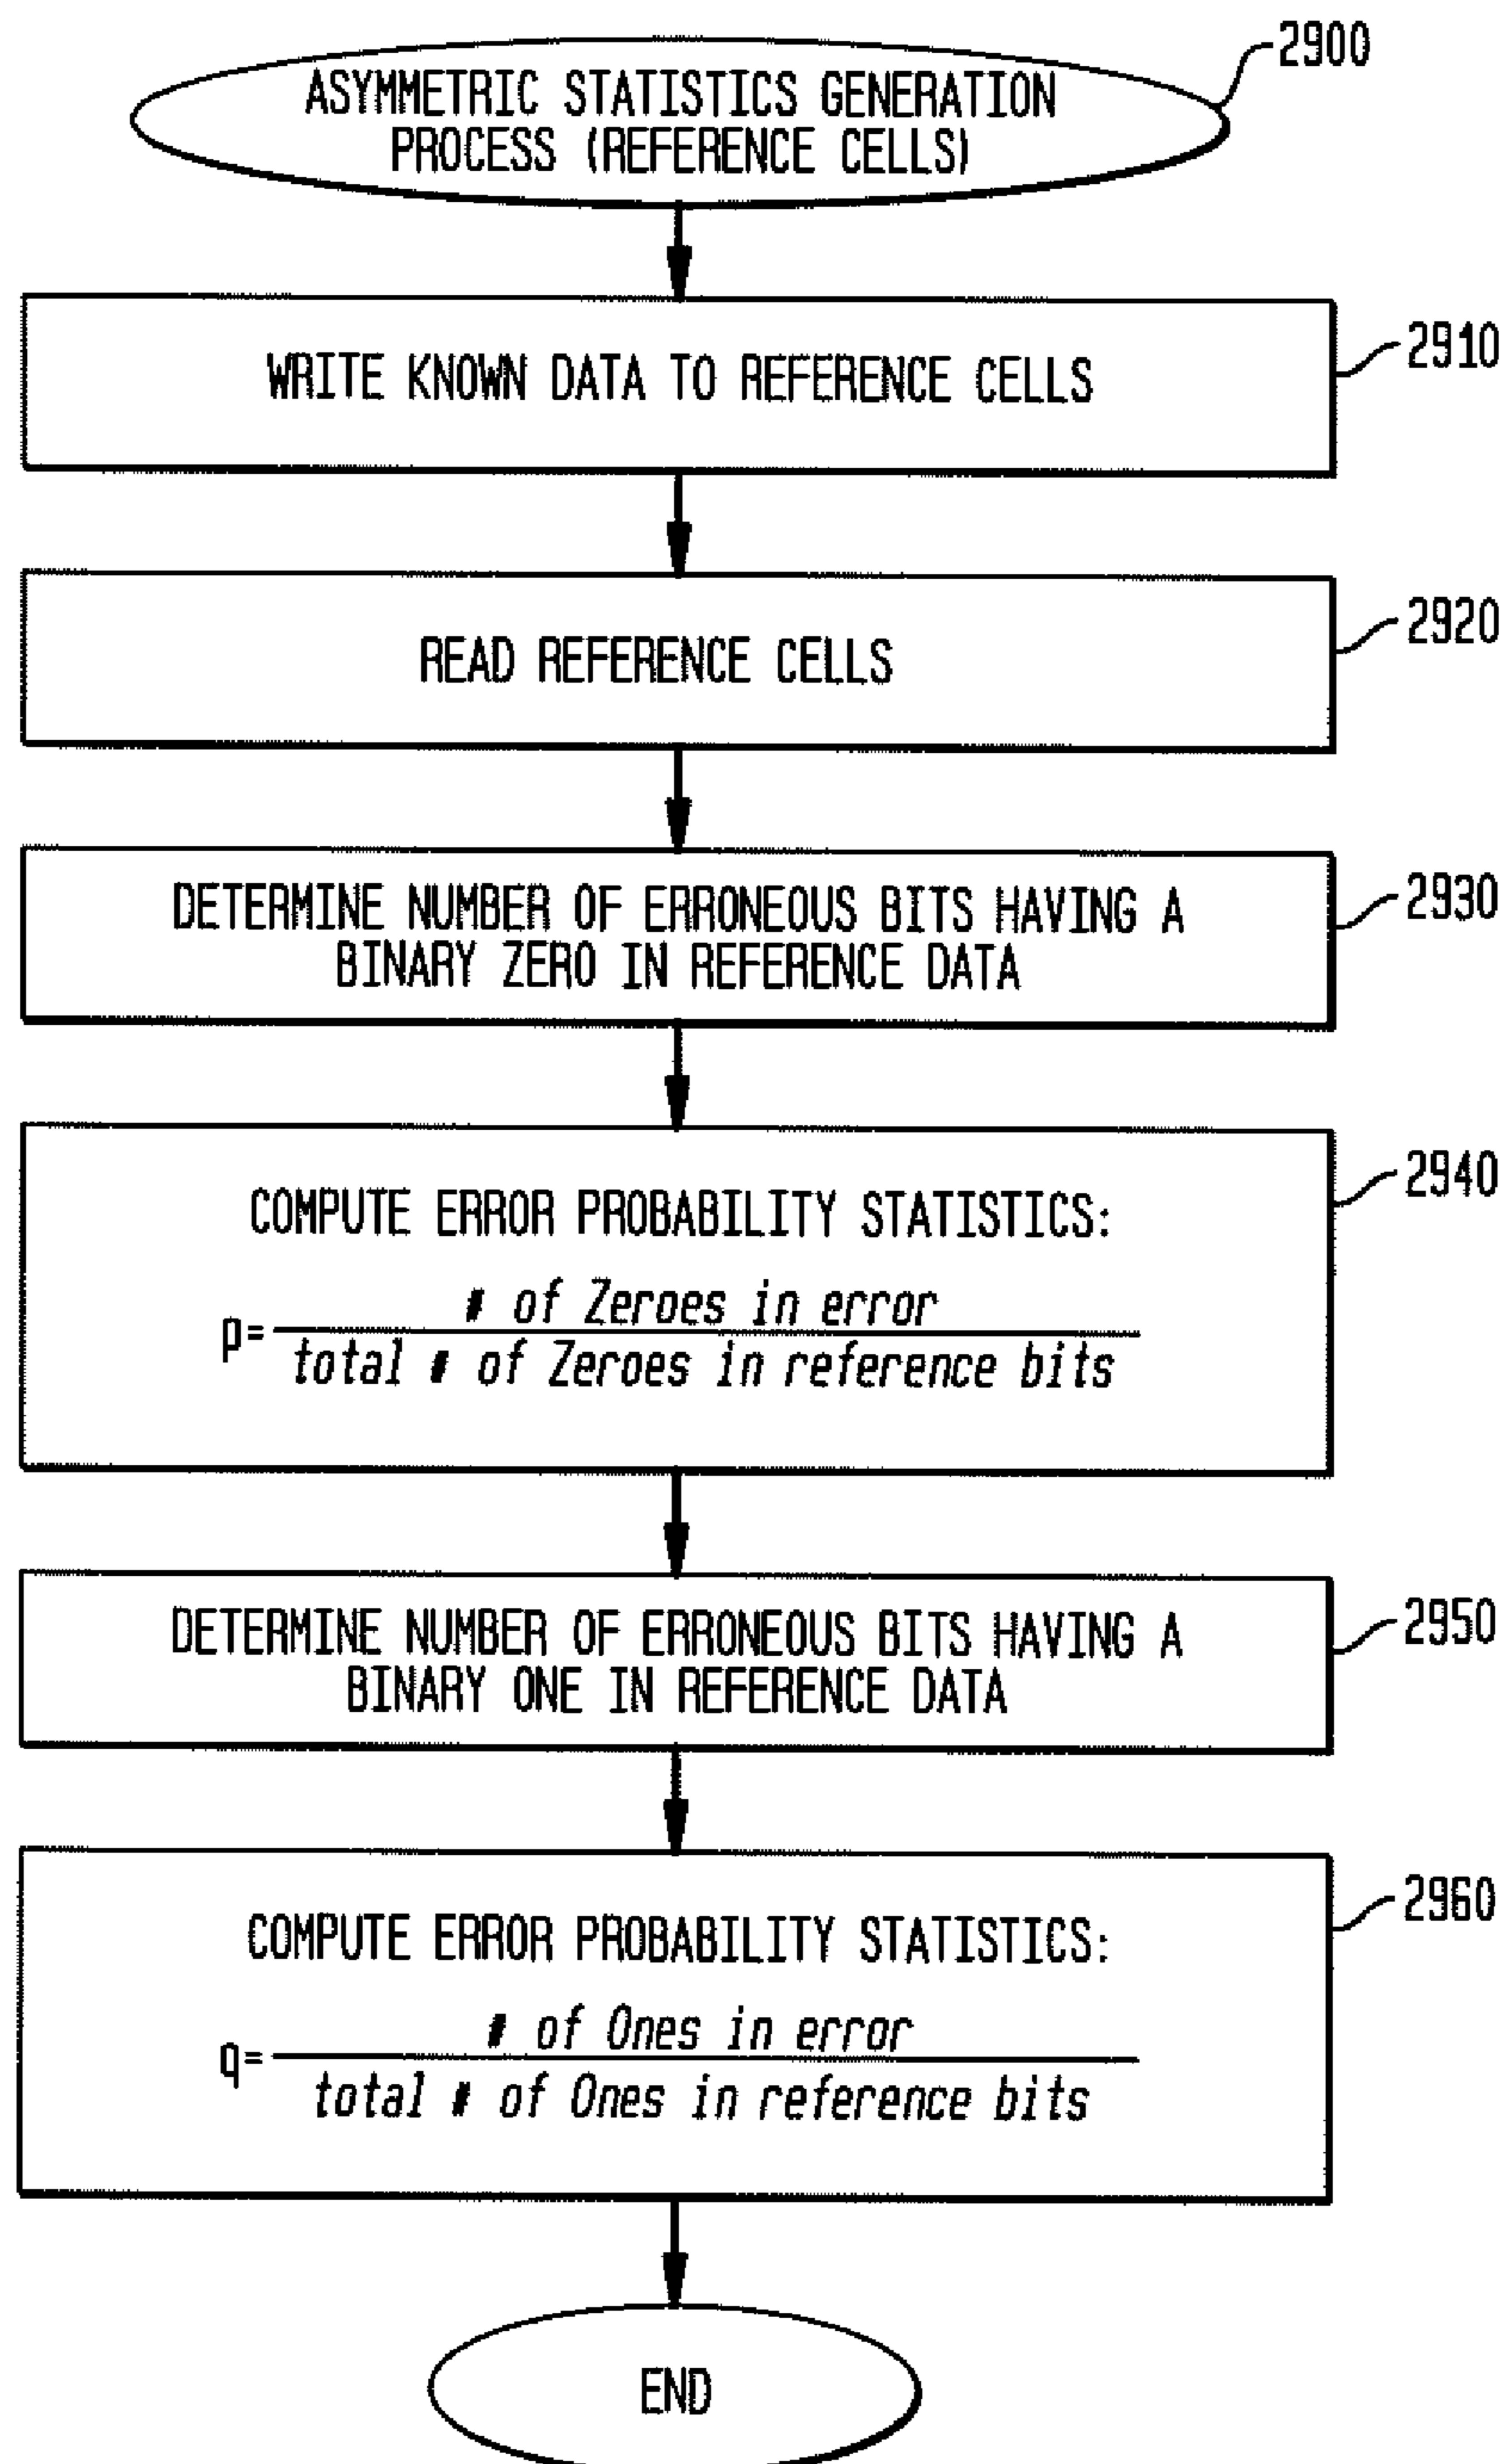 2900
ASYMMETRIC STATISTICS GENERATION
PROCESS (REFERENCE CELLS)
WRITE KNOWN DATA TO REFERENCE CELLS
2910
READ REFERENCE CELLS
2920
DETERMINE NUMBER OF ERRONEOUS BITS HAVING A
BINARY ZERO IN REFERENCE DATA
2930
COMPUTE ERROR PROBABILITY STATISTICS:
2940
# of Zeroes in error
p=
total # of Zeroes in reference bits
DETERMINE NUMBER OF ERRONEOUS BITS HAVING A
BINARY ONE IN REFERENCE DATA
2950
COMPUTE ERROR PROBABILITY STATISTICS:
2960
# of Ones in error
q=
total # of Ones in reference bits
END